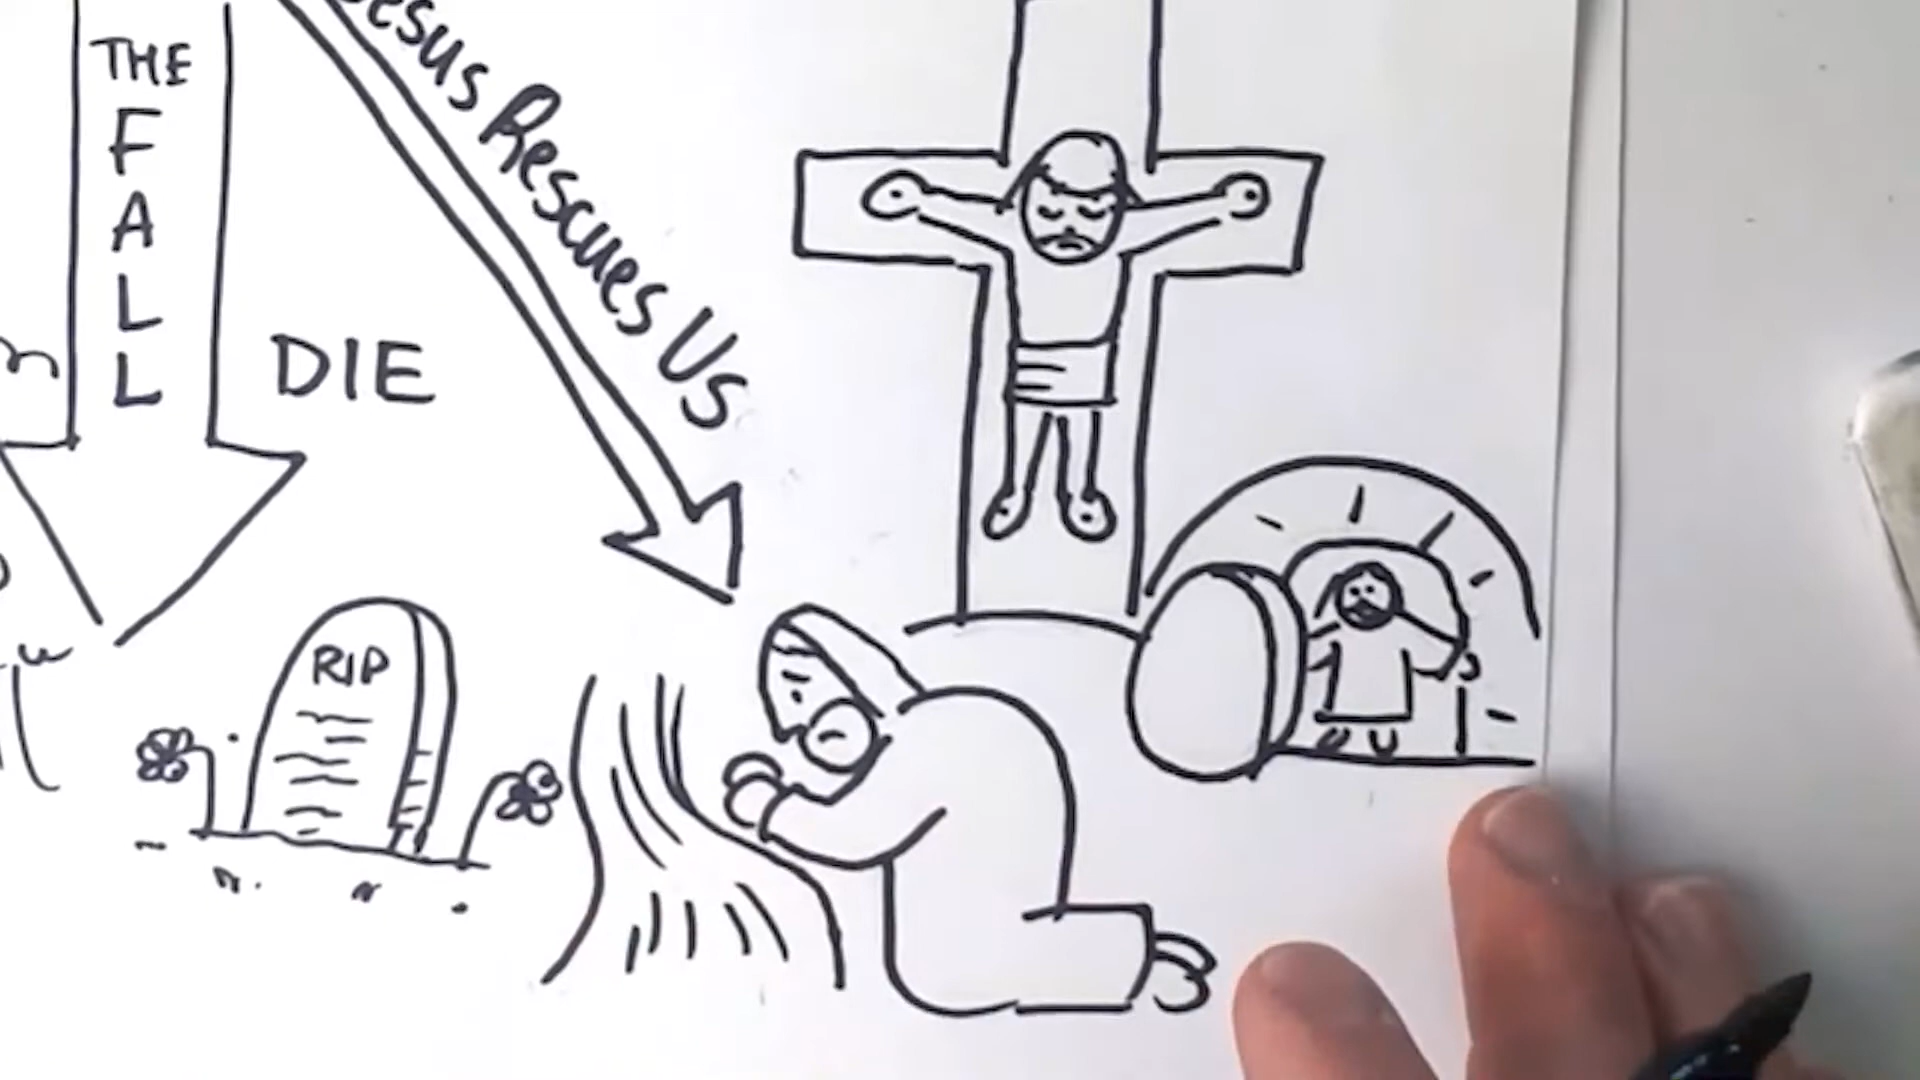 THE
FALL
DIE
Rescues Us
RIP